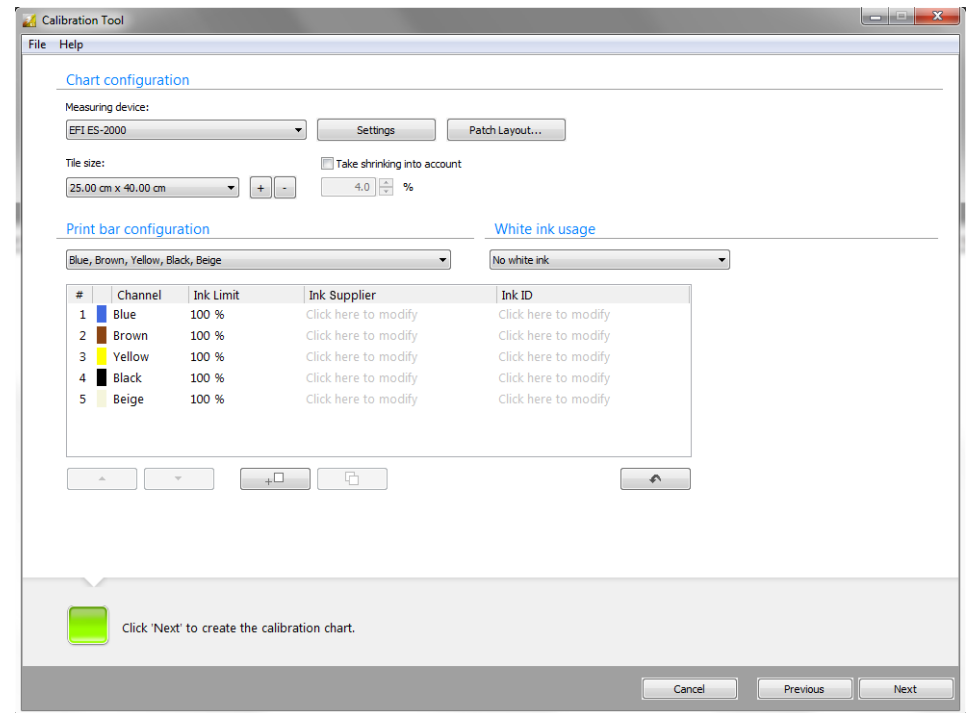 Calibration Tool
File Help
Chart configuration
Measuring device:
EFI ES-2000 Settings Patch Layout...
Tile size: Take shrinking into account
25.00 cm x 40.00 cm + - 4.0 %
Print bar configuration White ink usage
Blue, Brown, Yellow, Black, Beige No white ink
# Channel Ink Limit Ink Supplier Ink ID
1 Blue 100 % Click here to modify Click here to modify
2 Brown 100 % Click here to modify Click here to modify
3 Yellow 100 % Click here to modify Click here to modify
4 Black 100 % Click here to modify Click here to modify
5 Beige 100 % Click here to modify Click here to modify
Click 'Next' to create the calibration chart.
Cancel Previous Next